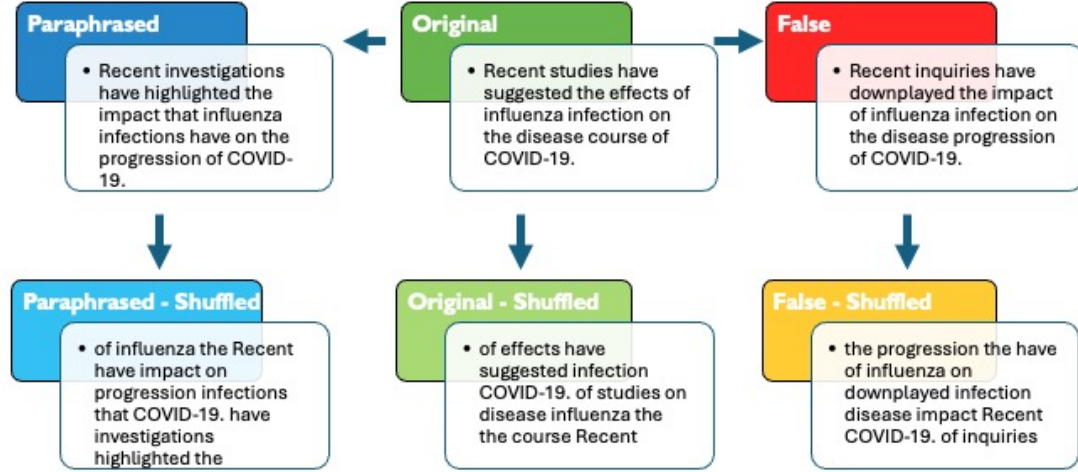 Paraphrased
• Recent investigations
have highlighted the
impact that influenza
infections have on the
progression of COVID-
19.
Original
• Recent studies have
suggested the effects of
influenza infection on
the disease course of
COVID-19.
False
• Recent inquiries have
downplayed the impact
of influenza infection on
the disease progression
of COVID-19.
Paraphrased - Shuffled
• of influenza the Recent
have impact on
progression infections
that COVID-19. have
investigations
highlighted the
Original - Shuffled
• of effects have
suggested infection
COVID-19. of studies on
disease influenza the
the course Recent
False - Shuffled
• the progression the have
of influenza on
downplayed infection
disease impact Recent
COVID-19. of inquiries